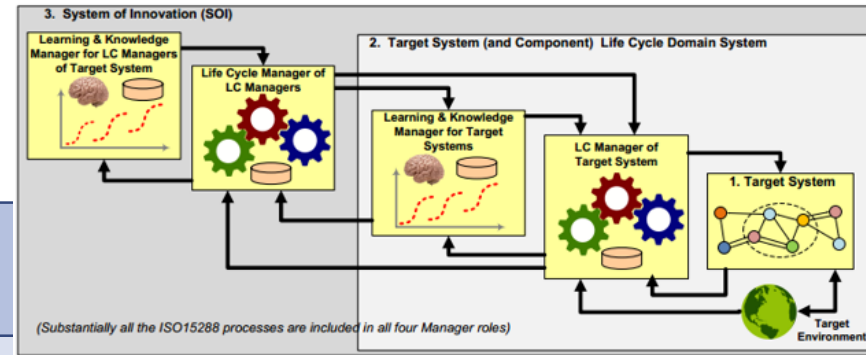 3. System of Innovation (SOI)
Learning & Knowledge
Manager for LC Managers
of Target System
2. Target System (and Component) Life Cycle Domain System
Life Cycle Manager of
LC Managers
Learning & Knowledge
Manager for Target
Systems
LC Manager of
Target System
1. Target System
(Substantially all the ISO15288 processes are included in all four Manager roles)
Target
Environment